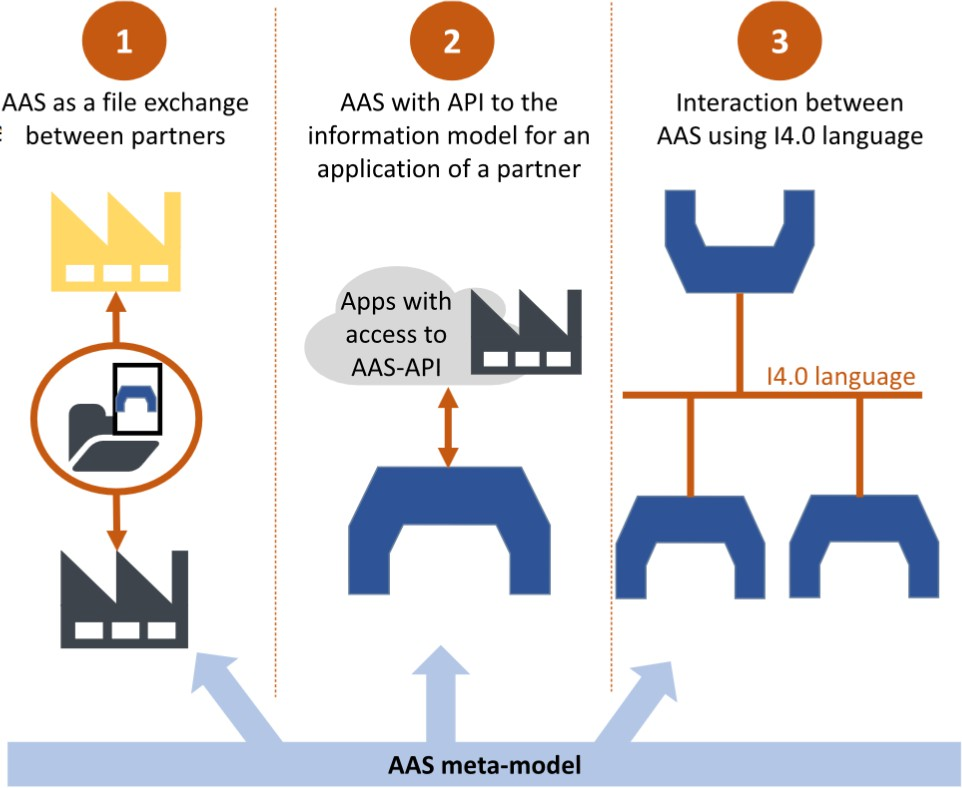 1
AAS as a file exchange
between partners
2
AAS with API to the
information model for an
application of a partner
Apps with
access to
AAS-API
3
Interaction between
AAS using I4.0 language
I4.0 language
AAS meta-model